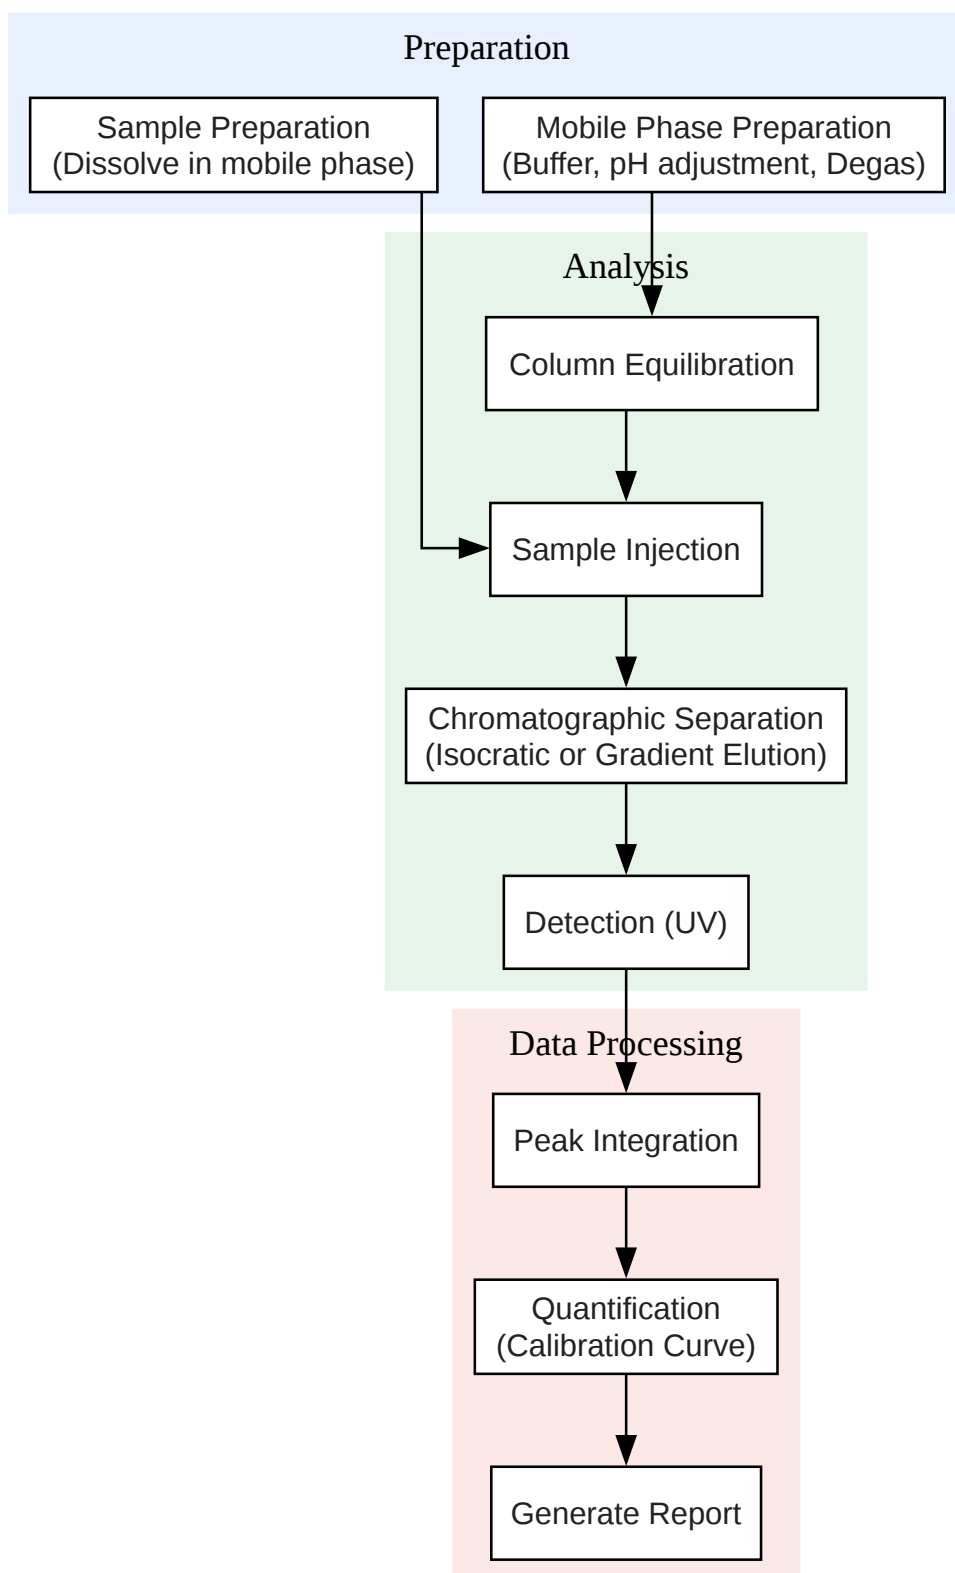 Preparation
Sample Preparation
(Dissolve in mobile phase)
Mobile Phase Preparation
(Buffer, pH adjustment, Degas)
Analysis
Column Equilibration
Sample Injection
Chromatographic Separation
(Isocratic or Gradient Elution)
Detection (UV)
Data Processing
Peak Integration
Quantification
(Calibration Curve)
Generate Report